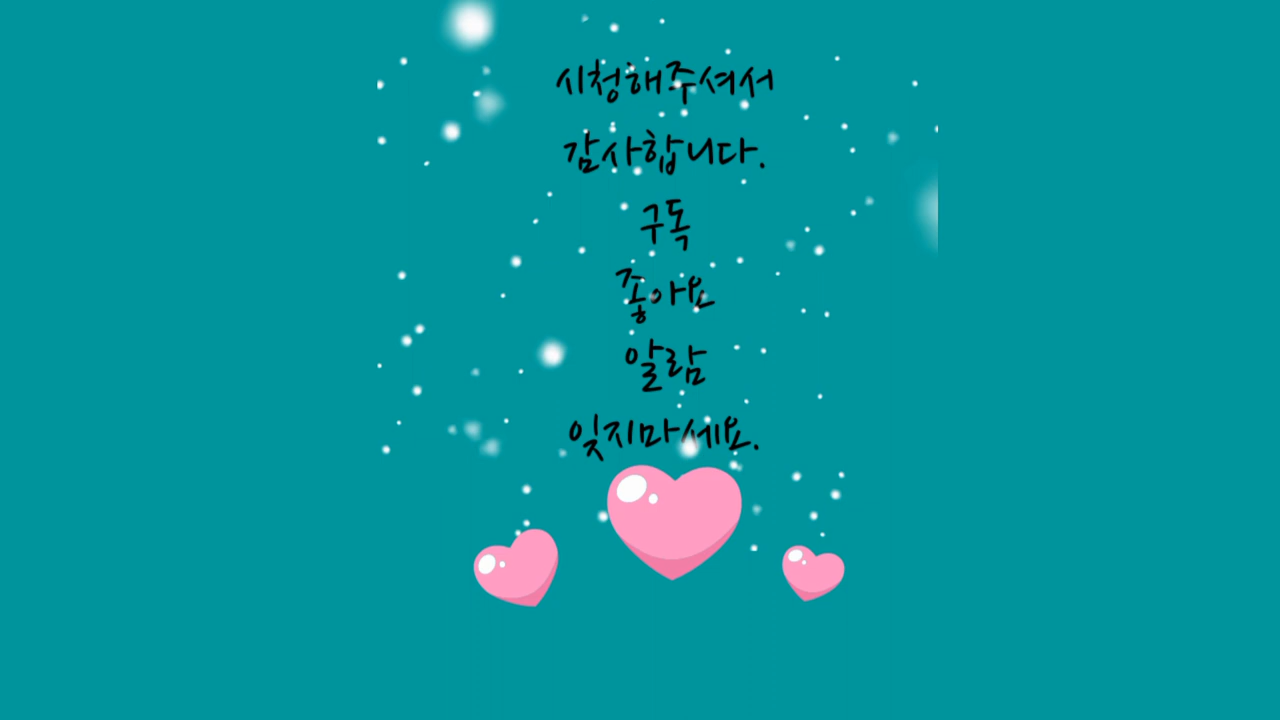 시청해주셔서
감사합니다.
구독
좋아요
알람
잊지마세요.